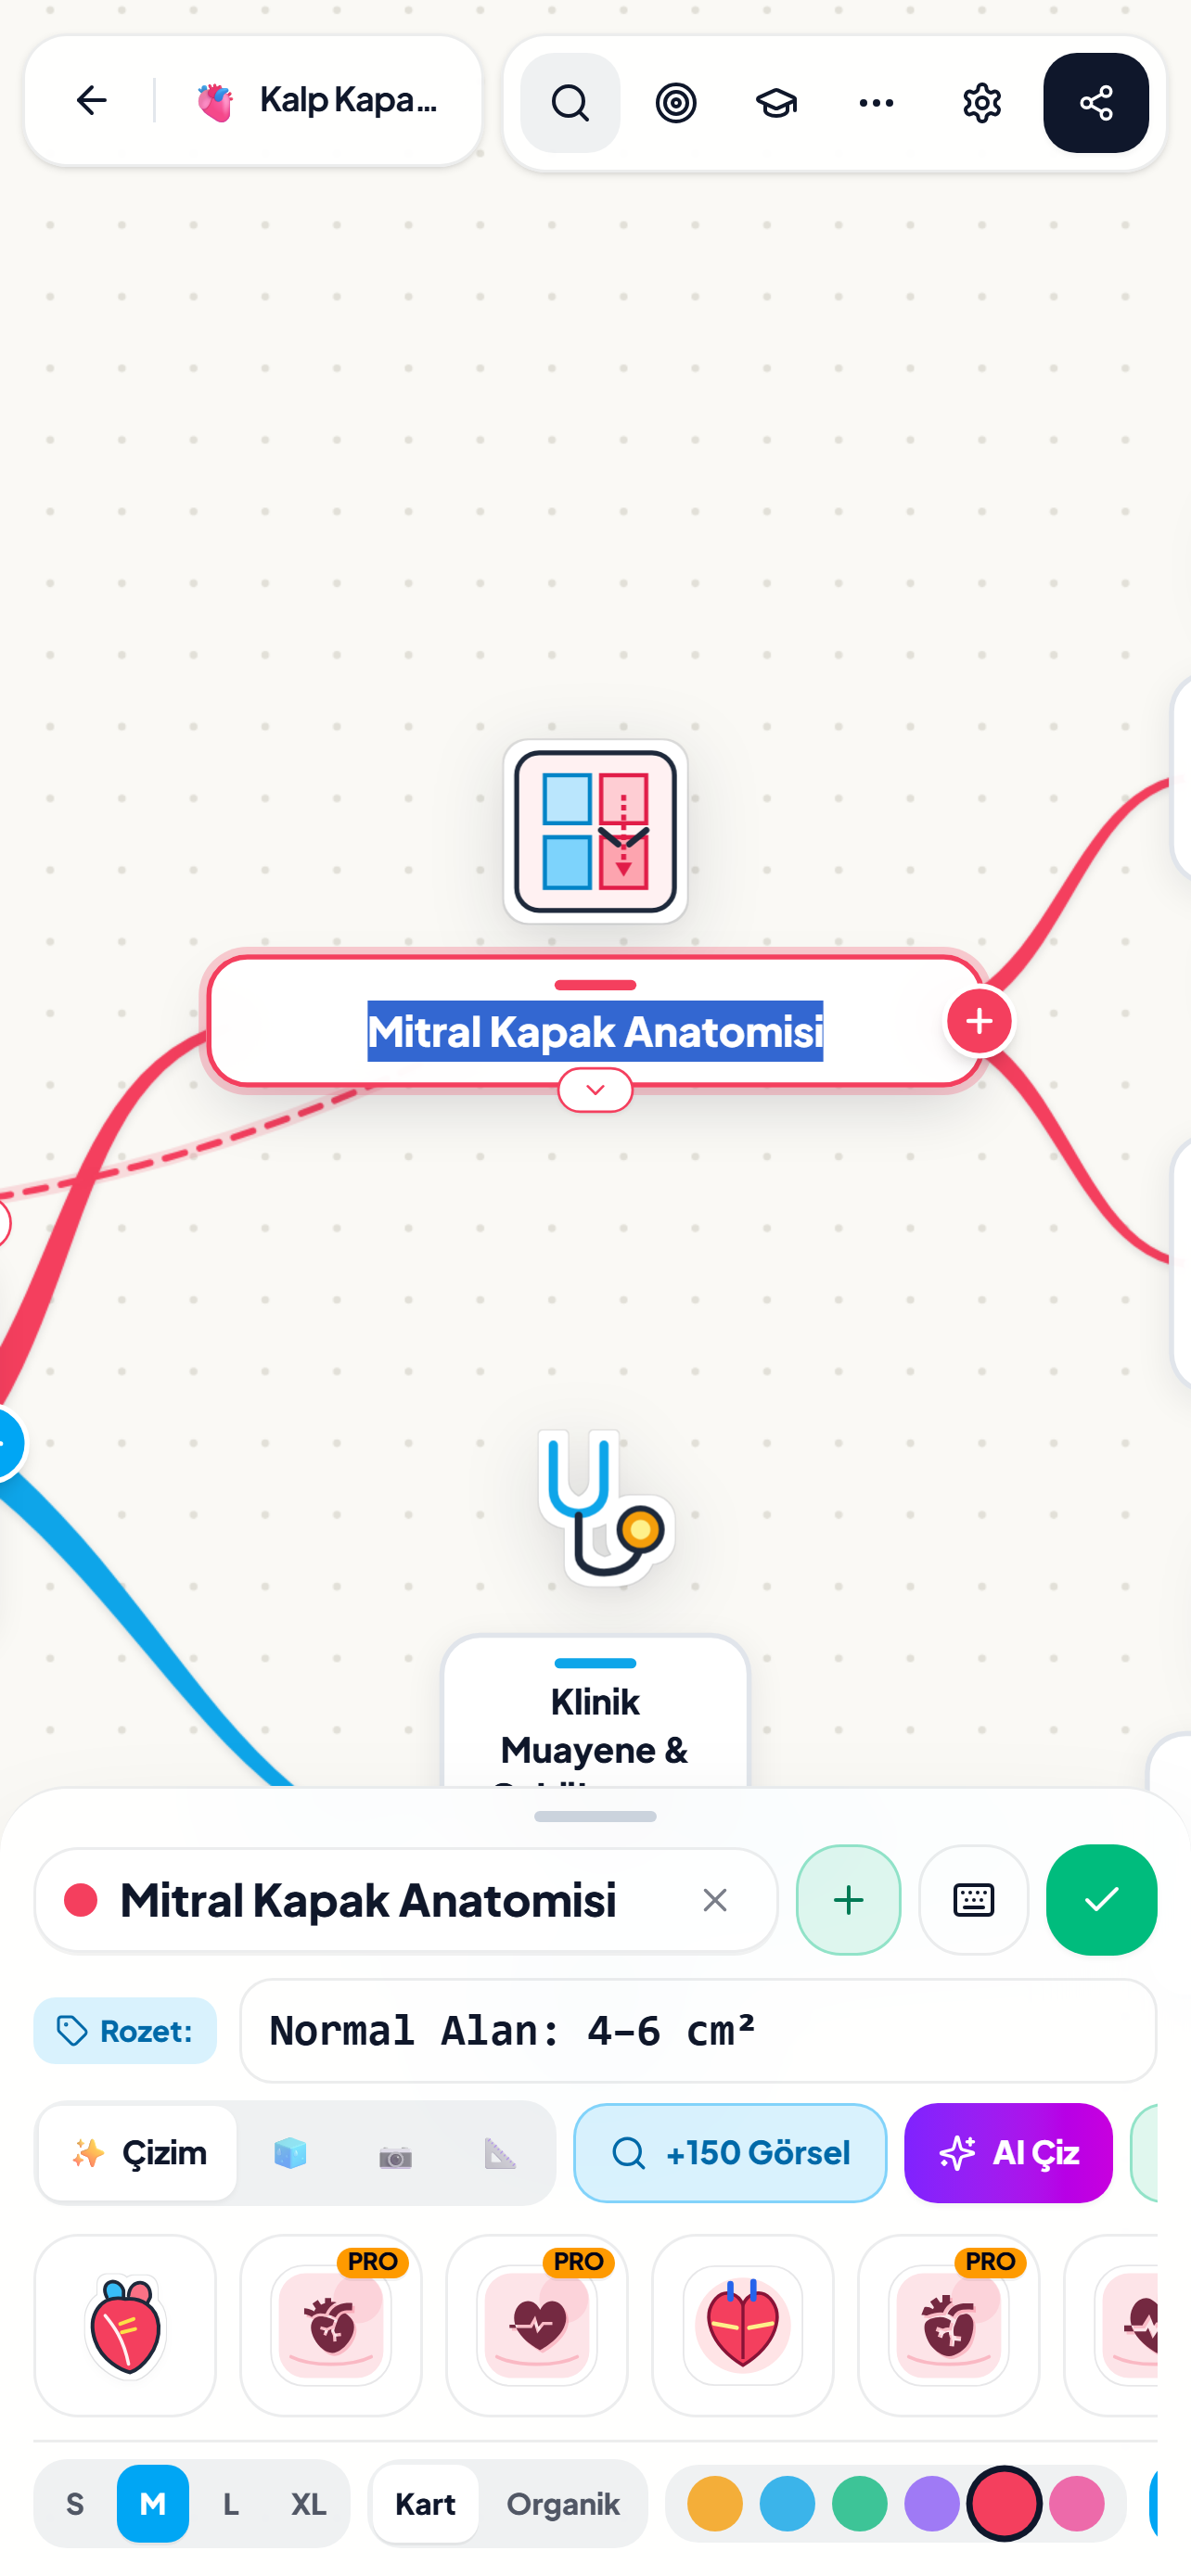 Kalp Kapa...
Mitral Kapak Anatomisi
Klinik
Muayene &
Mitral Kapak Anatomisi
Rozet:
Normal Alan: 4–6 cm²
Çizim
+150 Görsel
AI Çiz
PRO
PRO
PRO
S M L XL
Kart Organik